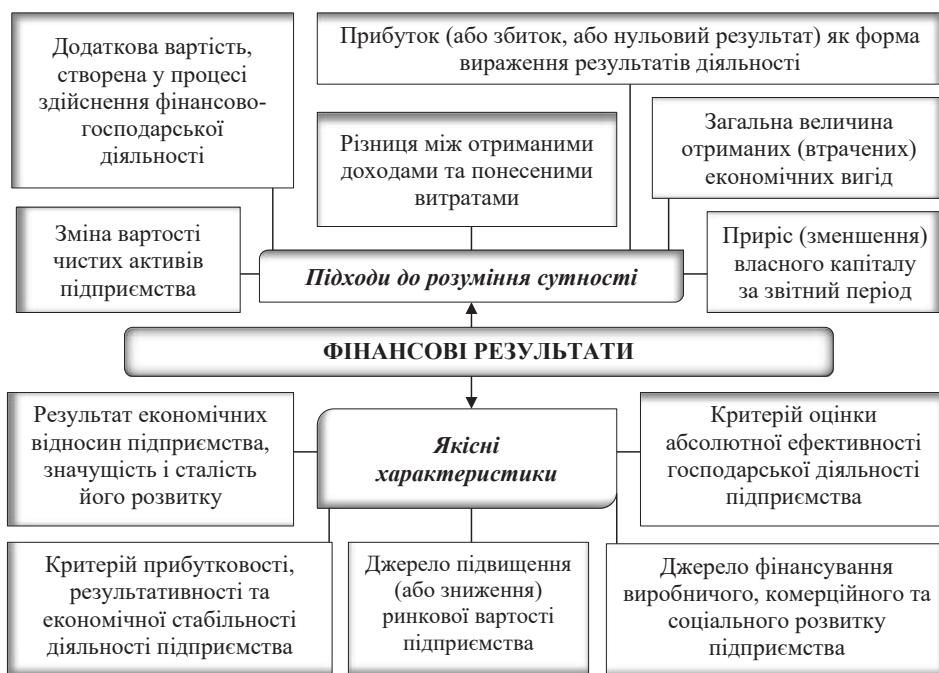 Додаткова вартість,
створена у процесі
здійснення фінансово-
господарської
діяльності
Прибуток (або збиток, або нульовий результат) як форма
вираження результатів діяльності
Різниця між отриманими
доходами та понесеними
витратами
Загальна величина
отриманих (втрачених)
економічних вигід
Зміна вартості
чистих активів
підприємства
Підходи до розуміння сутності
Приріс (зменшення)
власного капіталу
за звітний період
ФІНАНСОВІ РЕЗУЛЬТАТИ
Результат економічних
відносин підприємства,
значущість і сталість
його розвитку
Якісні
характеристики
Критерій оцінки
абсолютної ефективності
господарської діяльності
підприємства
Критерій прибутковості,
результативності та
економічної стабільності
діяльності підприємства
Джерело підвищення
(або зниження)
ринкової вартості
підприємства
Джерело фінансування
виробничого, комерційного та
соціального розвитку
підприємства